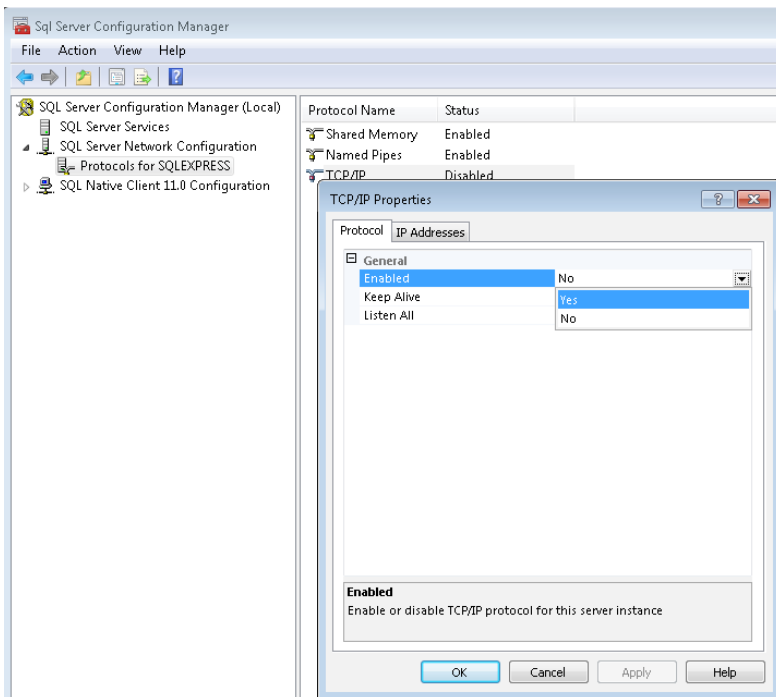 Sql Server Configuration Manager
File Action View Help
SQL Server Configuration Manager (Local)
SQL Server Services
SQL Server Network Configuration
Protocols for SQLEXPRESS
SQL Native Client 11.0 Configuration
Protocol Name Status
Shared Memory Enabled
Named Pipes Enabled
TCP/IP Disabled
TCP/IP Properties
Protocol IP Addresses
General
Enabled No
Keep Alive Yes
Listen All No
Enabled
Enable or disable TCP/IP protocol for this server instance
OK Cancel Apply Help